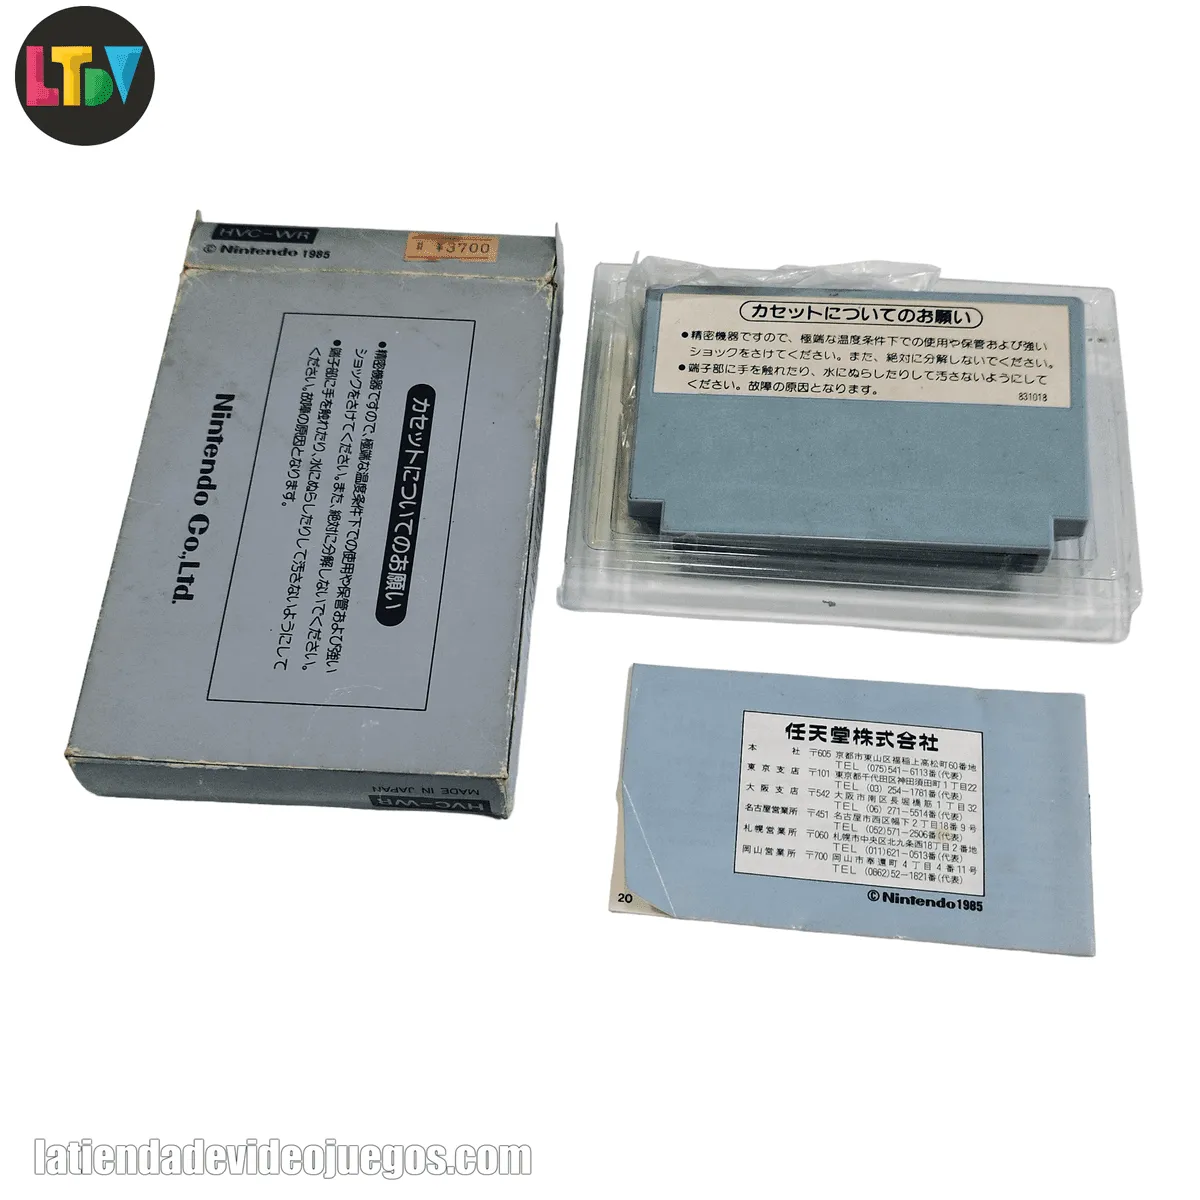 LTDV
HVC-WR
© Nintendo 1985
¥3700
カセットについてのお願い
●精密機器ですので、極端な温度条件下での使用や保管および強い
ショックをさけてください。また、絶対に分解しないでください。
●端子部に手を触れたり、水にぬらしたりして汚さないようにして
ください。故障の原因となります。
Nintendo Co., Ltd.
MADE IN JAPAN
HVC-WR
カセットについてのお願い
●精密機器ですので、極端な温度条件下での使用や保管および強い
ショックをさけてください。また、絶対に分解しないでください。
●端子部に手を触れたり、水にぬらしたりして汚さないようにして
ください。故障の原因となります。
831018
任天堂株式会社
本社 〒605 京都市東山区福稲上高松町60番地
TEL (075)541-6113番(代表)
東京支店 〒101 東京都千代田区神田須田町1丁目22
TEL (03) 254-1781番(代表)
大阪支店 〒542 大阪市南区長堀橋筋1丁目32
TEL (06) 271-5514番(代表)
名古屋営業所 〒451 名古屋市西区幅下2丁目18番9号
TEL (052)571-2506番(代表)
札幌営業所 〒060 札幌市中央区北九条西18丁目2番地
TEL (011)621-0513番(代表)
岡山営業所 〒700 岡山市奉還町4丁目4番11号
TEL (0862)52-1821番(代表)
20
© Nintendo 1985
latiendadevideojuegos.com